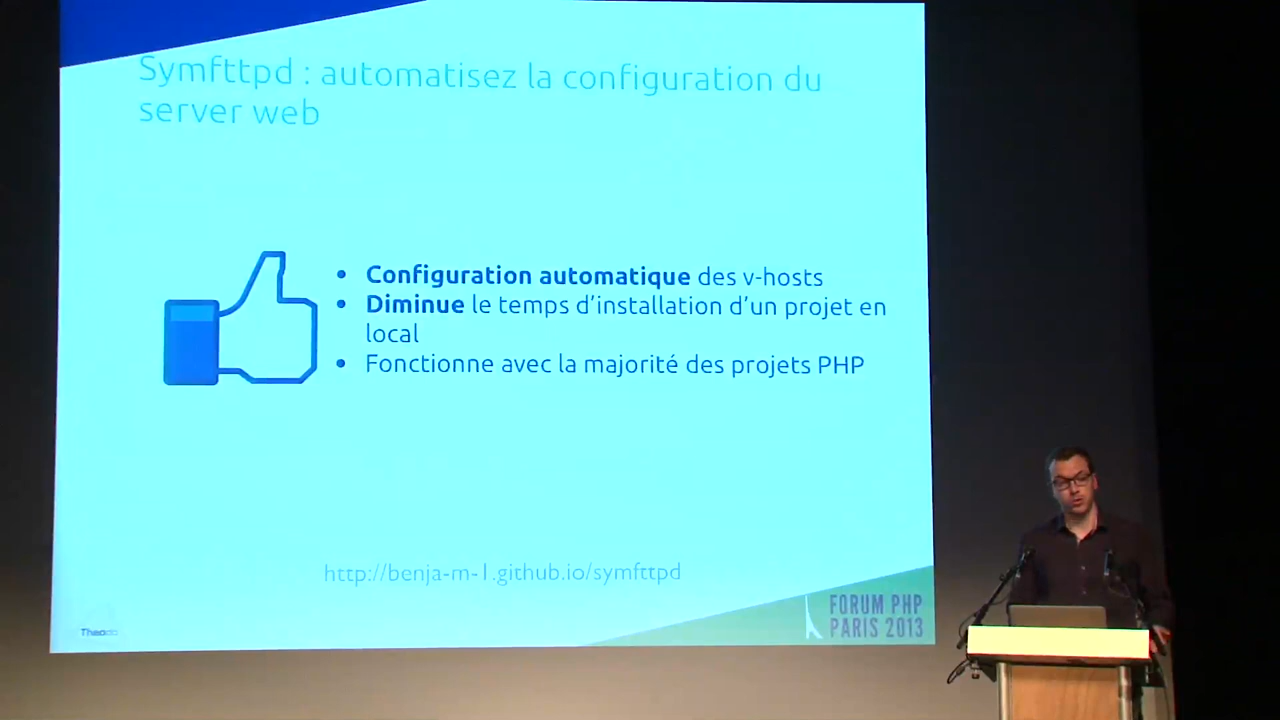 Symfttpd : automatisez la configuration du
server web
• Configuration automatique des v-hosts
• Diminue le temps d'installation d'un projet en
local
• Fonctionne avec la majorité des projets PHP
http://benja-m-1.github.io/symfttpd
Theodo
FORUM PHP
PARIS 2013